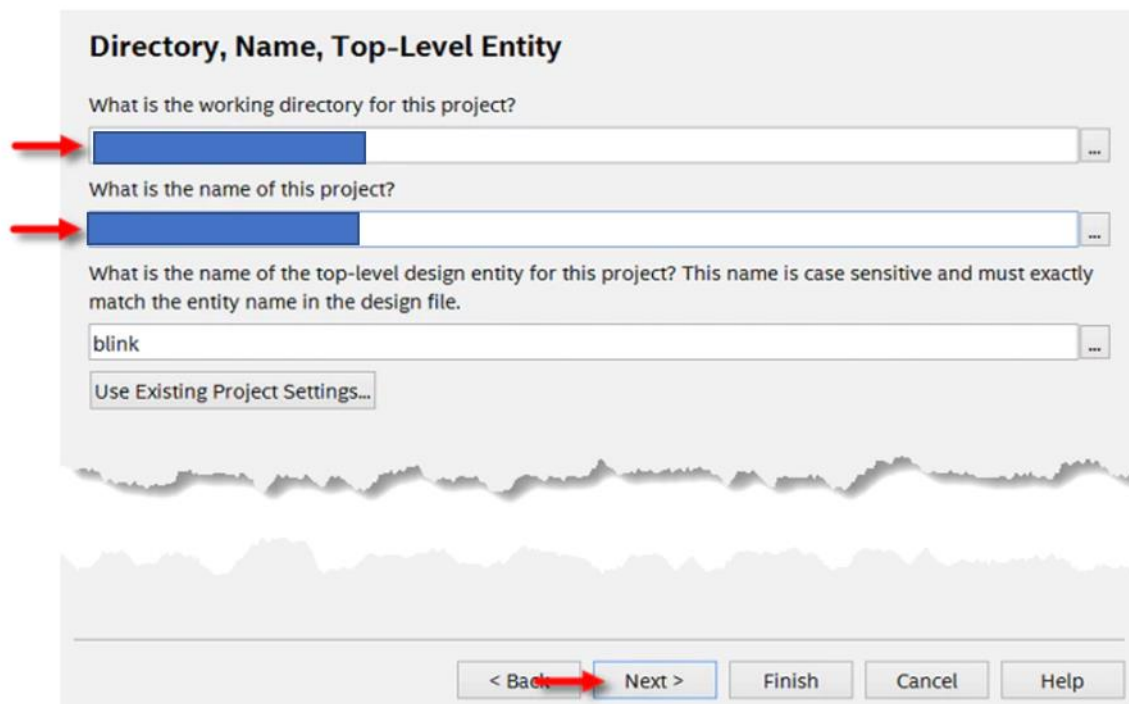 Directory, Name, Top-Level Entity
What is the working directory for this project?
...
What is the name of this project?
...
What is the name of the top-level design entity for this project? This name is case sensitive and must exactly
match the entity name in the design file.
blink
...
Use Existing Project Settings...
< Back Next > Finish Cancel Help